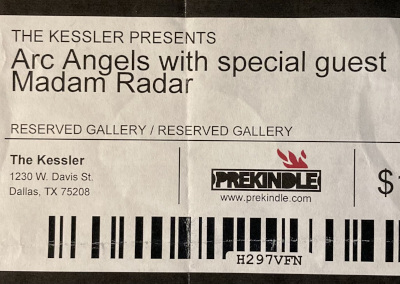 THE KESSLER PRESENTS
Arc Angels with special guest
Madam Radar
RESERVED GALLERY / RESERVED GALLERY
The Kessler
1230 W. Davis St.
Dallas, TX 75208
PREKINDLE
www.prekindle.com
$
H297VFN